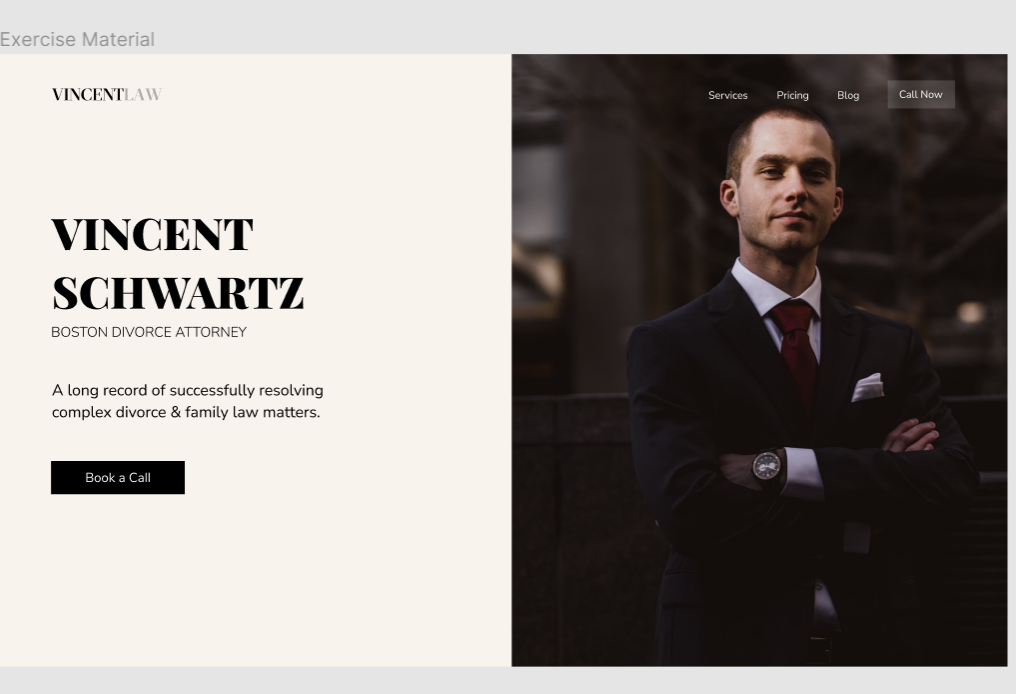 Exercise Material
VINCENTLAW
Services Pricing Blog Call Now
VINCENT
SCHWARTZ
BOSTON DIVORCE ATTORNEY
A long record of successfully resolving
complex divorce & family law matters.
Book a Call